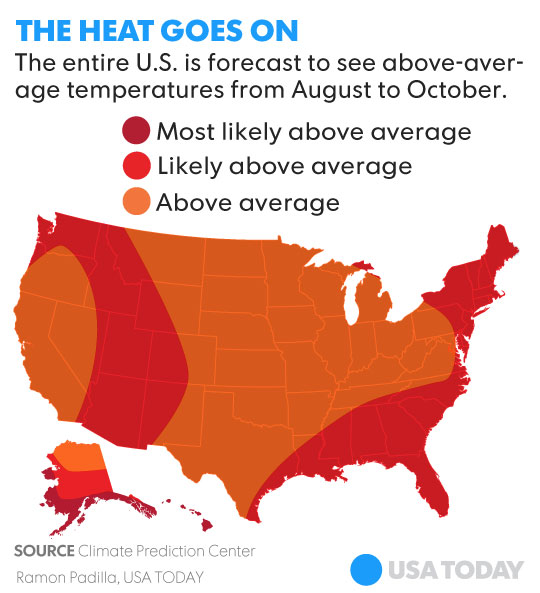 THE HEAT GOES ON
The entire U.S. is forecast to see above-aver-
age temperatures from August to October.
Most likely above average
Likely above average
Above average
SOURCE Climate Prediction Center
Ramon Padilla, USA TODAY
USA TODAY